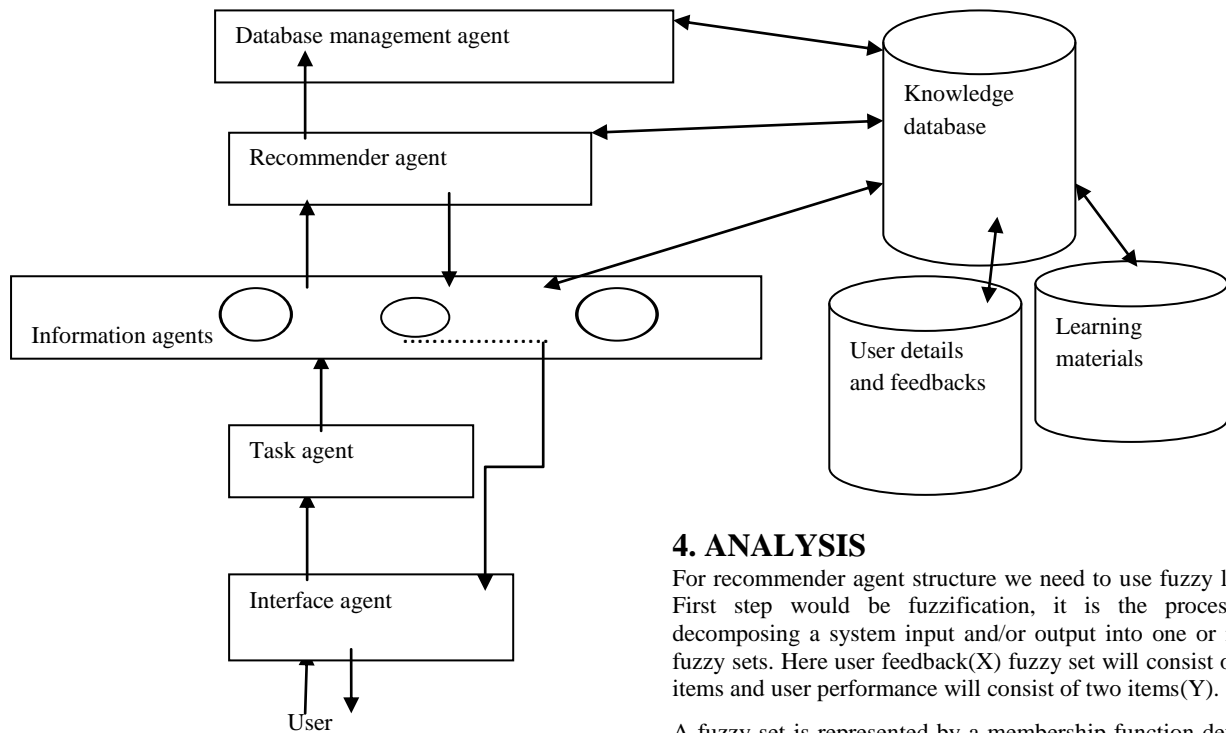 Database management agent
Knowledge
database
Recommender agent
Information agents
Learning
materials
User details
and feedbacks
Task agent
Interface agent
User
4. ANALYSIS
For recommender agent structure we need to use fuzzy
First step would be fuzzification, it is the
decomposing a system input and/or output into one or
fuzzy sets. Here user feedback(X) fuzzy set will consist
items and user performance will consist of two items(Y).
A fuzzy set is represented by a membership function